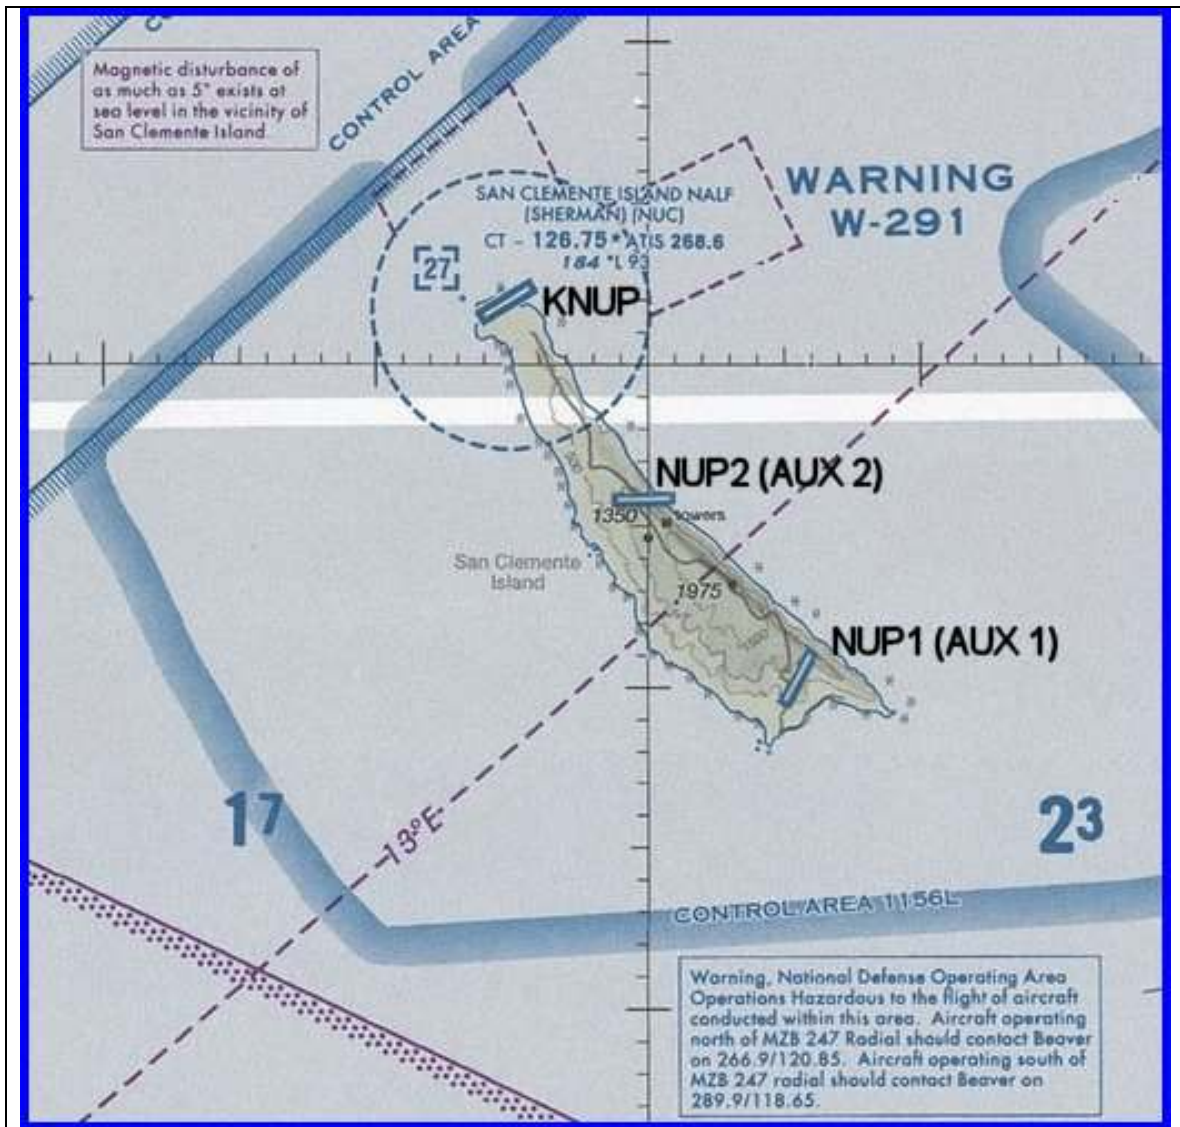 Magnetic disturbance of
as much as 5° exists at
sea level in the vicinity of
San Clemente Island
CONTROL AREA
SAN CLEMENTE ISLAND NALF
(SHERMAN) (NUC)
CT - 126.75 * ATIS 268.6
184 *L 93
WARNING
W-291
[27]
KNUP
NUP2 (AUX 2)
1350
towers
San Clemente
Island
1975
NUP1 (AUX 1)
17
23
13°E
CONTROL AREA 1156L
Warning, National Defense Operating Area
Operations Hazardous to the flight of aircraft
conducted within this area. Aircraft operating
north of MZB 247 Radial should contact Beaver
on 266.9/120.85. Aircraft operating south of
MZB 247 radial should contact Beaver on
289.9/118.65.